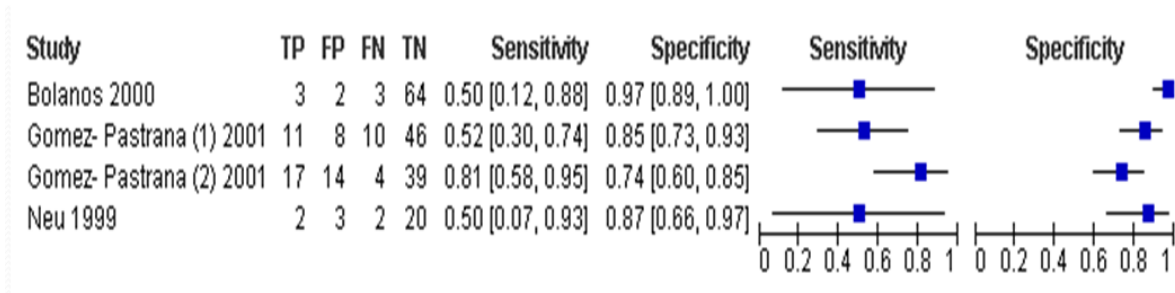 Study TP FP FN TN Sensitivity Specificity Sensitivity Specificity
Bolanos 2000 3 2 3 64 0.50 [0.12, 0.88] 0.97 [0.89, 1.00]
Gomez- Pastrana (1) 2001 11 8 10 46 0.52 [0.30, 0.74] 0.85 [0.73, 0.93]
Gomez- Pastrana (2) 2001 17 14 4 39 0.81 [0.58, 0.95] 0.74 [0.60, 0.85]
Neu 1999 2 3 2 20 0.50 [0.07, 0.93] 0.87 [0.66, 0.97]
0 0.2 0.4 0.6 0.8 1 0 0.2 0.4 0.6 0.8 1